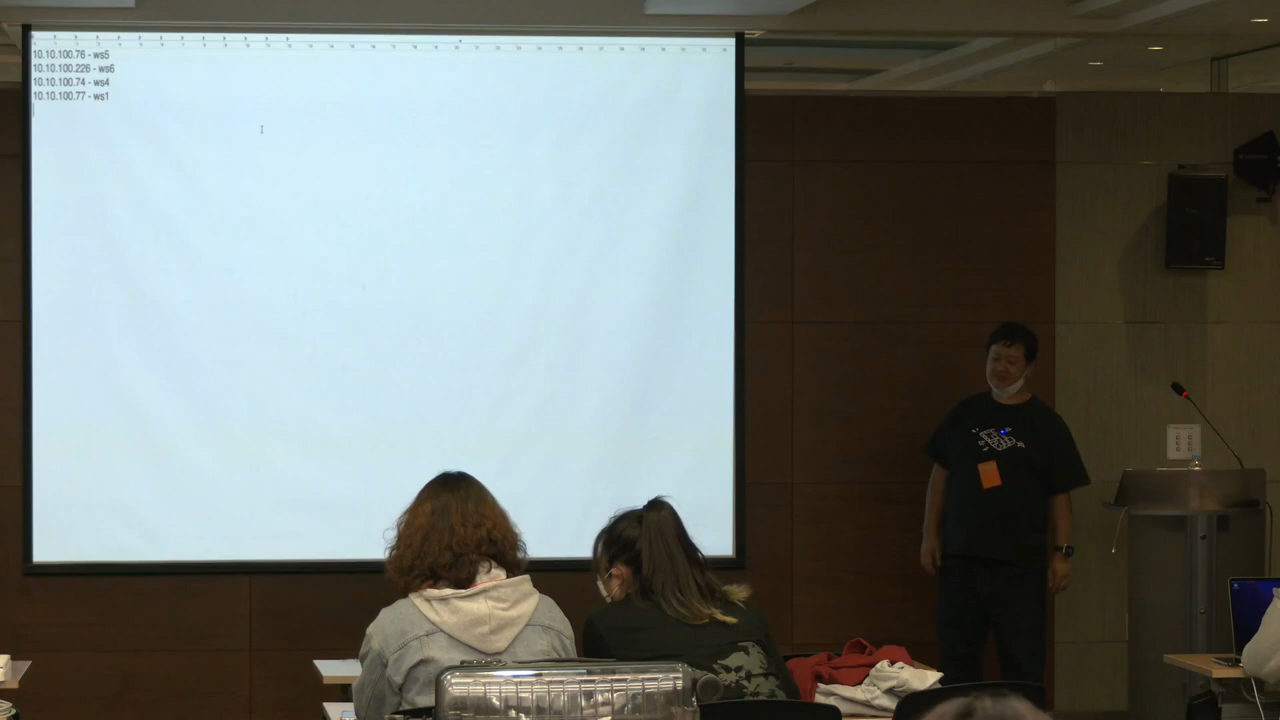 10.10.100.76 - ws5
10.10.100.226 - ws6
10.10.100.74 - ws4
10.10.100.77 - ws1